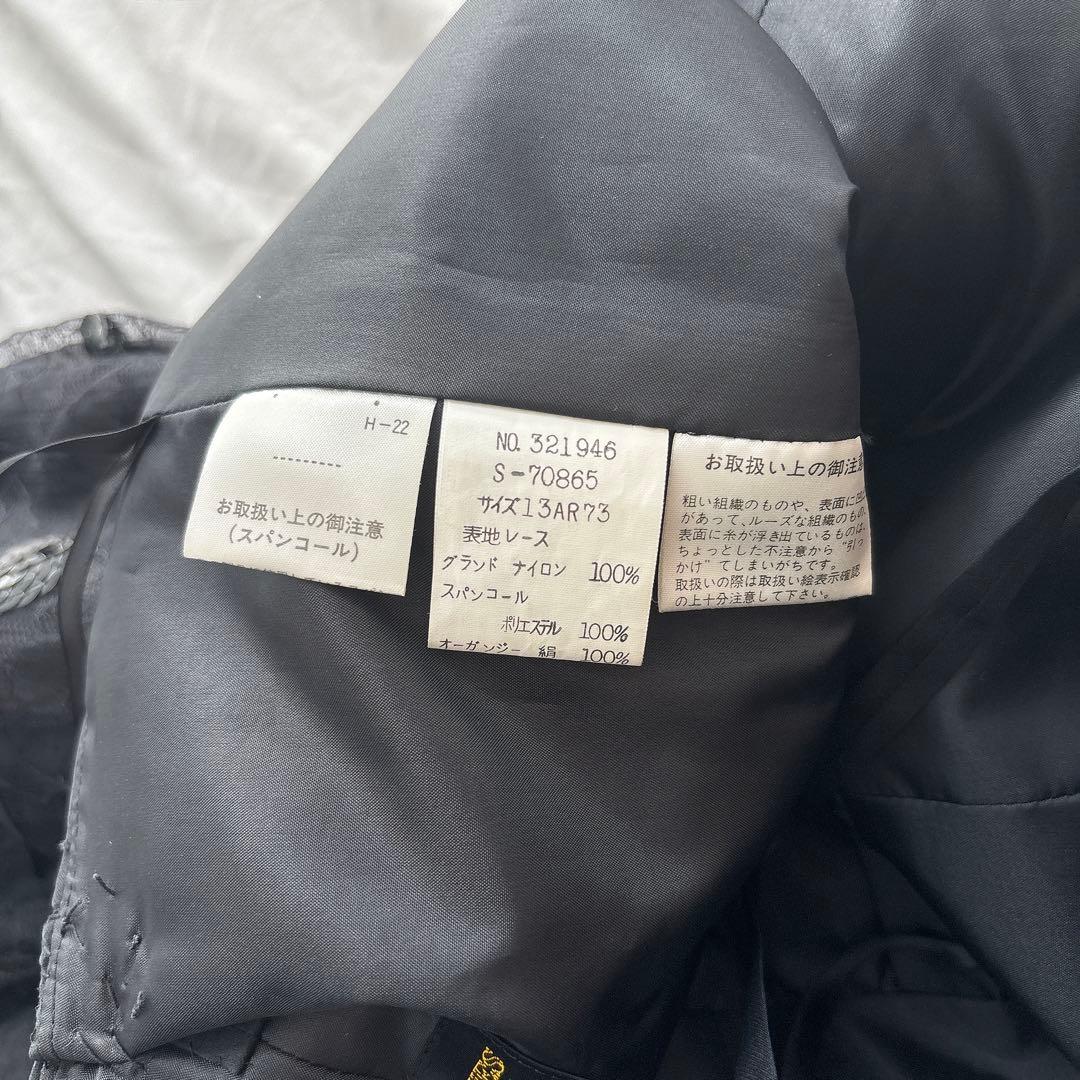 H-22
---------
お取扱い上の御注意
(スパンコール)
NO. 321946
S-70865
サイズ13AR73
表地レース
グランド ナイロン 100%
スパンコール
ポリエステル 100%
オーガンジー 絹 100%
お取扱い上の御注意
粗い組織のものや、表面に凹
があって、ルーズな組織のもの、
表面に糸が浮き出ているものは、
ちょっとした不注意から"引っ
かけ"てしまいがちです。
取扱いの際は取扱い絵表示確認
の上十分注意して下さい。